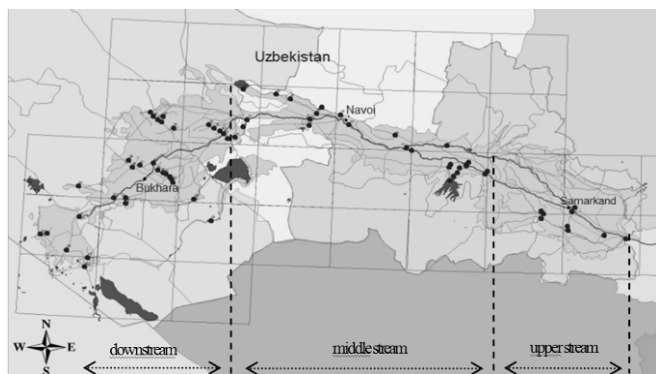 Uzbekistan
Navoi
Bukhara
Samarkand
N
W E
S
downstream
middle stream
upper stream